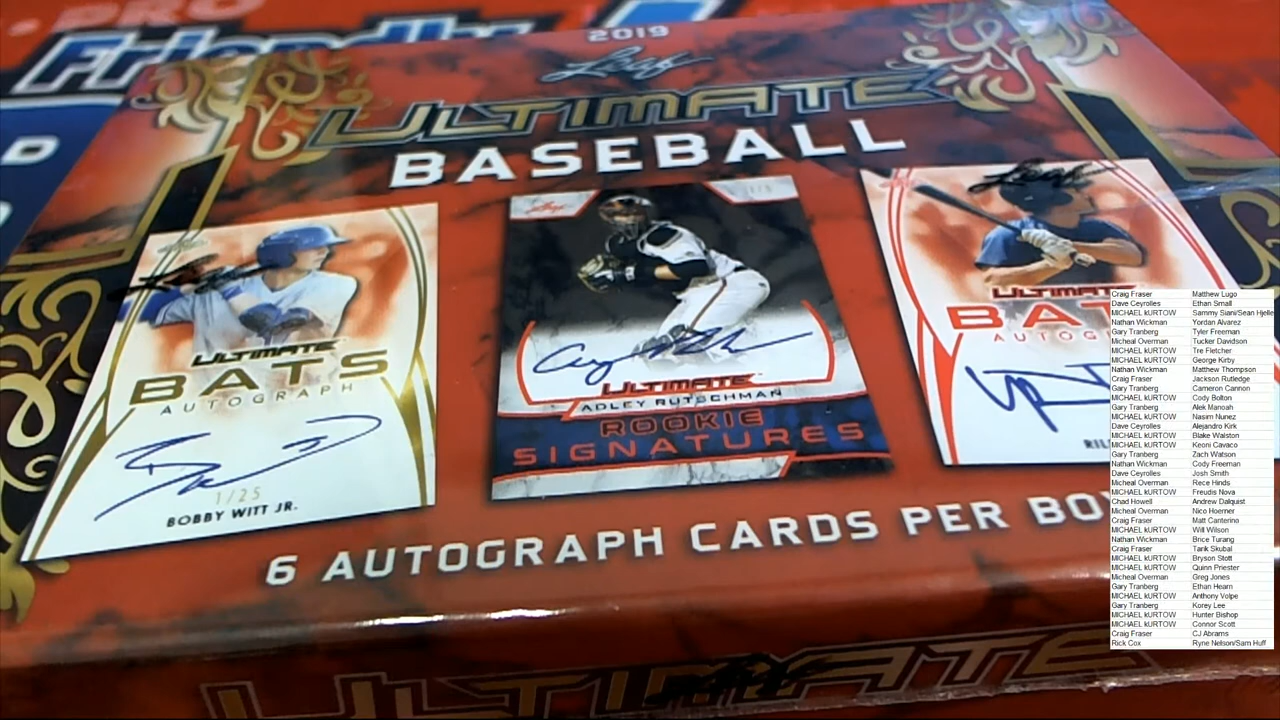 PRO
Friendly
2019
Leaf
ULTIMATE
BASEBALL
ULTIMATE
BATS
AUTOGRAPH
1/25
BOBBY WITT JR.
ULTIMATE
ADLEY RUTSCHMAN
ROOKIE
SIGNATURES
ULTIMATE
BAT
AUTOG
RIL
6 AUTOGRAPH CARDS PER BO
ULTIMATE
Craig Fraser Matthew Lugo
Dave Ceyrolles Ethan Small
MICHAEL kURTOW Sammy Siani/Sean Hjelle
Nathan Wickman Yordan Alvarez
Gary Tranberg Tyler Freeman
Micheal Overman Tucker Davidson
MICHAEL kURTOW Tre Fletcher
MICHAEL kURTOW George Kirby
Nathan Wickman Matthew Thompson
Craig Fraser Jackson Rutledge
Gary Tranberg Cameron Cannon
MICHAEL kURTOW Cody Bolton
Gary Tranberg Alek Manoah
MICHAEL kURTOW Nasim Nunez
Dave Ceyrolles Alejandro Kirk
MICHAEL kURTOW Blake Walston
MICHAEL kURTOW Keoni Cavaco
Gary Tranberg Zach Watson
Nathan Wickman Cody Freeman
Dave Ceyrolles Josh Smith
Micheal Overman Rece Hinds
MICHAEL kURTOW Freudis Nova
Chad Howell Andrew Dalquist
Micheal Overman Nico Hoerner
Craig Fraser Matt Canterino
MICHAEL kURTOW Will Wilson
Nathan Wickman Brice Turang
Craig Fraser Tarik Skubal
MICHAEL kURTOW Bryson Stott
MICHAEL kURTOW Quinn Priester
Micheal Overman Greg Jones
Gary Tranberg Ethan Hearn
MICHAEL kURTOW Anthony Volpe
Gary Tranberg Korey Lee
MICHAEL kURTOW Hunter Bishop
MICHAEL kURTOW Connor Scott
Craig Fraser CJ Abrams
Rick Cox Ryne Nelson/Sam Huff